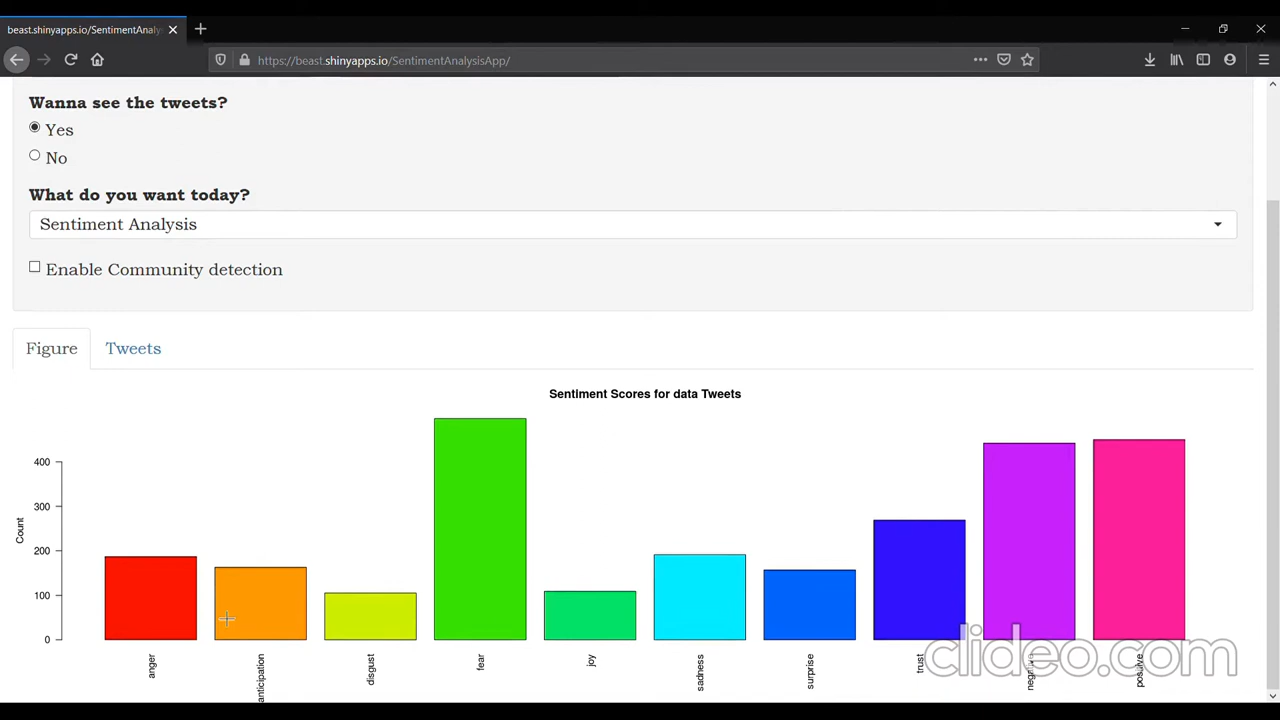 beast.shinyapps.io/SentimentAnaly
https://beast.shinyapps.io/SentimentAnalysisApp/
Wanna see the tweets?
Yes
No
What do you want today?
Sentiment Analysis
Enable Community detection
Figure
Tweets
Sentiment Scores for data Tweets
Count
400
300
200
100
0
anger
anticipation
disgust
fear
joy
sadness
surprise
trust
negative
positive
clideo.com